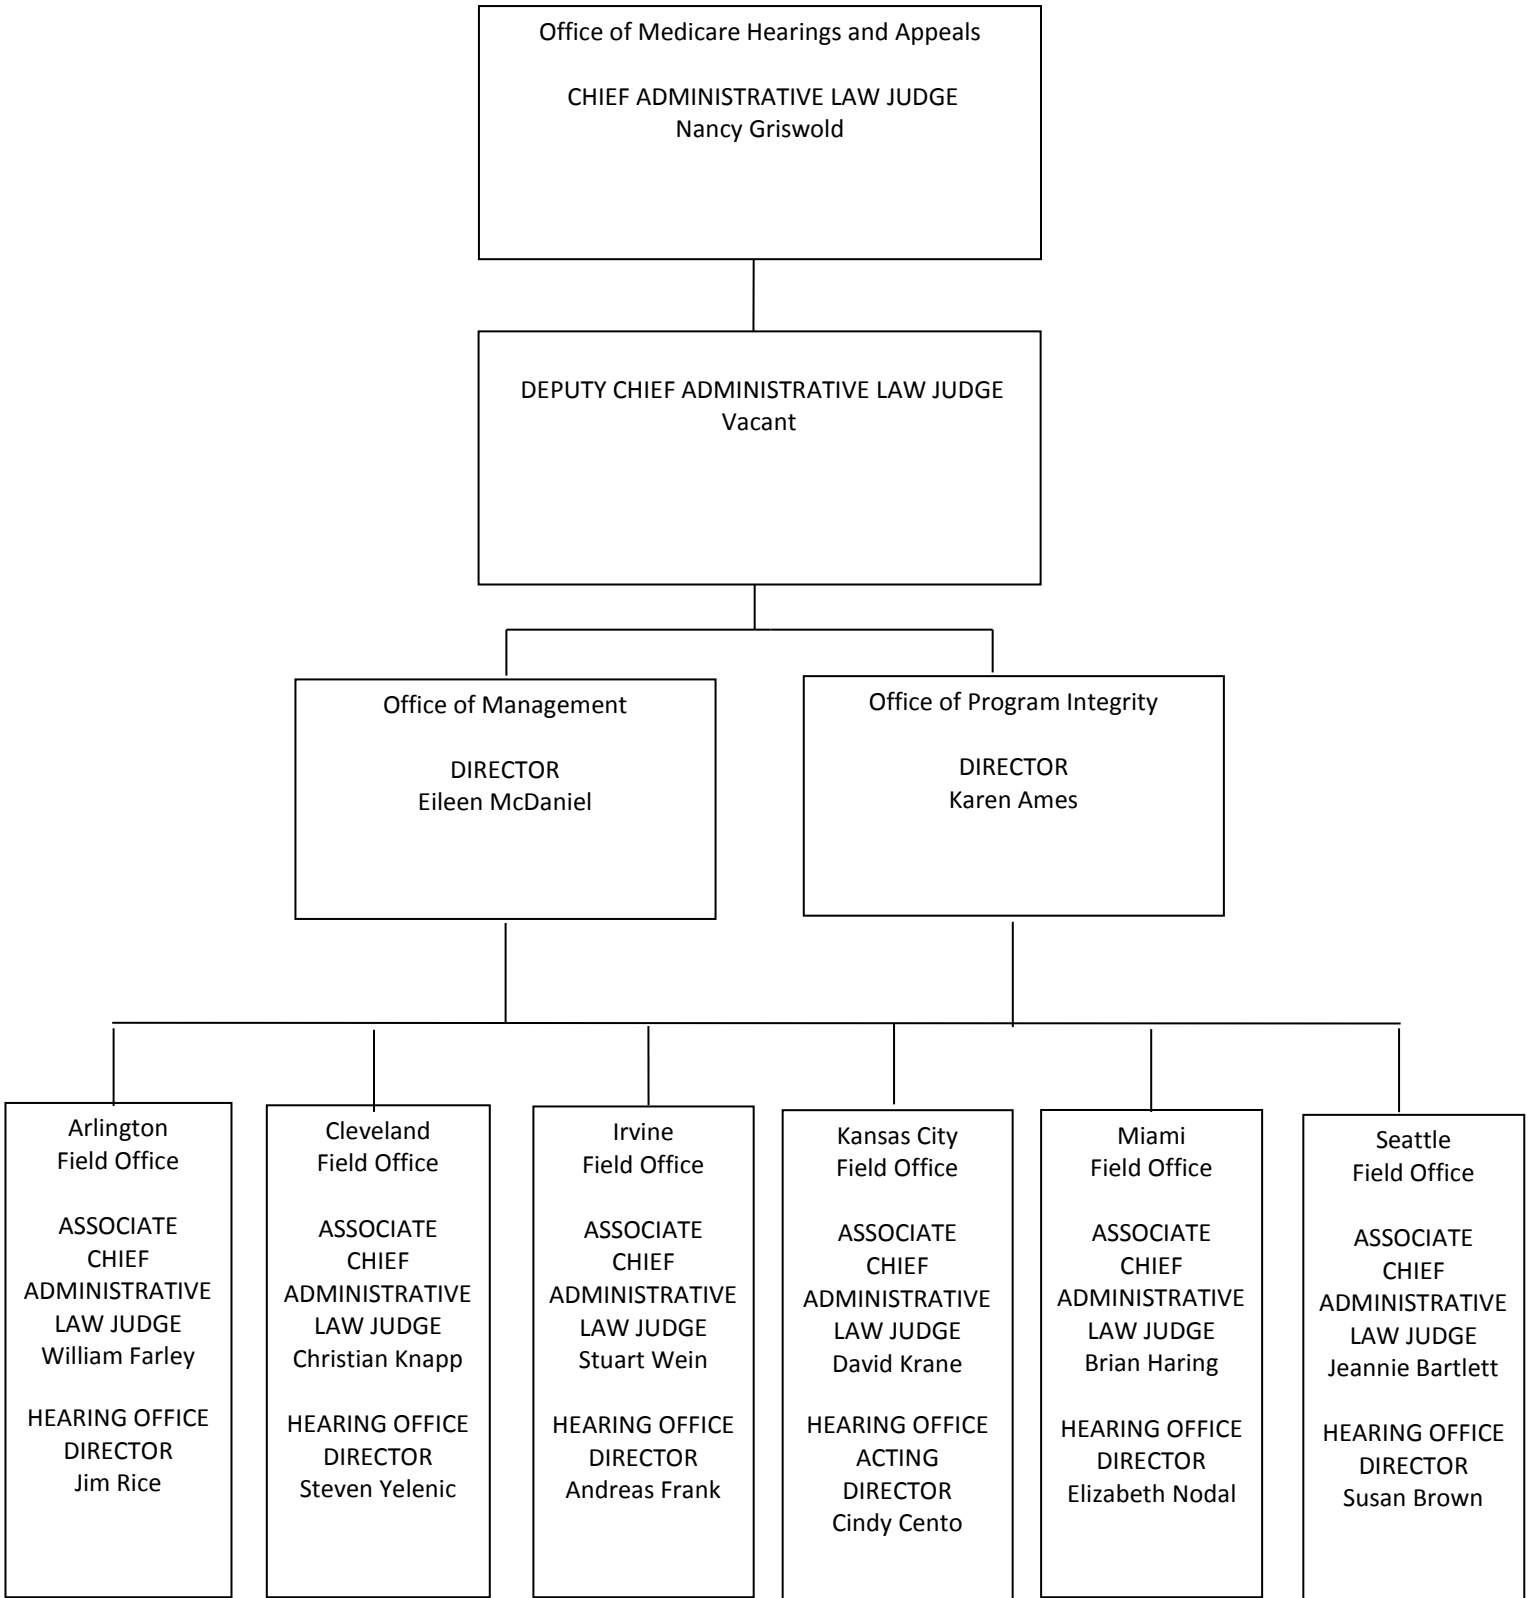 Office of Medicare Hearings and Appeals
CHIEF ADMINISTRATIVE LAW JUDGE
Nancy Griswold
DEPUTY CHIEF ADMINISTRATIVE LAW JUDGE
Vacant
Office of Management
DIRECTOR
Eileen McDaniel
Office of Program Integrity
DIRECTOR
Karen Ames
Arlington
Field Office
ASSOCIATE
CHIEF
ADMINISTRATIVE
LAW JUDGE
William Farley
HEARING OFFICE
DIRECTOR
Jim Rice
Cleveland
Field Office
ASSOCIATE
CHIEF
ADMINISTRATIVE
LAW JUDGE
Christian Knapp
HEARING OFFICE
DIRECTOR
Steven Yelenic
Irvine
Field Office
ASSOCIATE
CHIEF
ADMINISTRATIVE
LAW JUDGE
Stuart Wein
HEARING OFFICE
DIRECTOR
Andreas Frank
Kansas City
Field Office
ASSOCIATE
CHIEF
ADMINISTRATIVE
LAW JUDGE
David Krane
HEARING OFFICE
ACTING
DIRECTOR
Cindy Cento
Miami
Field Office
ASSOCIATE
CHIEF
ADMINISTRATIVE
LAW JUDGE
Brian Haring
HEARING OFFICE
DIRECTOR
Elizabeth Nodal
Seattle
Field Office
ASSOCIATE
CHIEF
ADMINISTRATIVE
LAW JUDGE
Jeannie Bartlett
HEARING OFFICE
DIRECTOR
Susan Brown